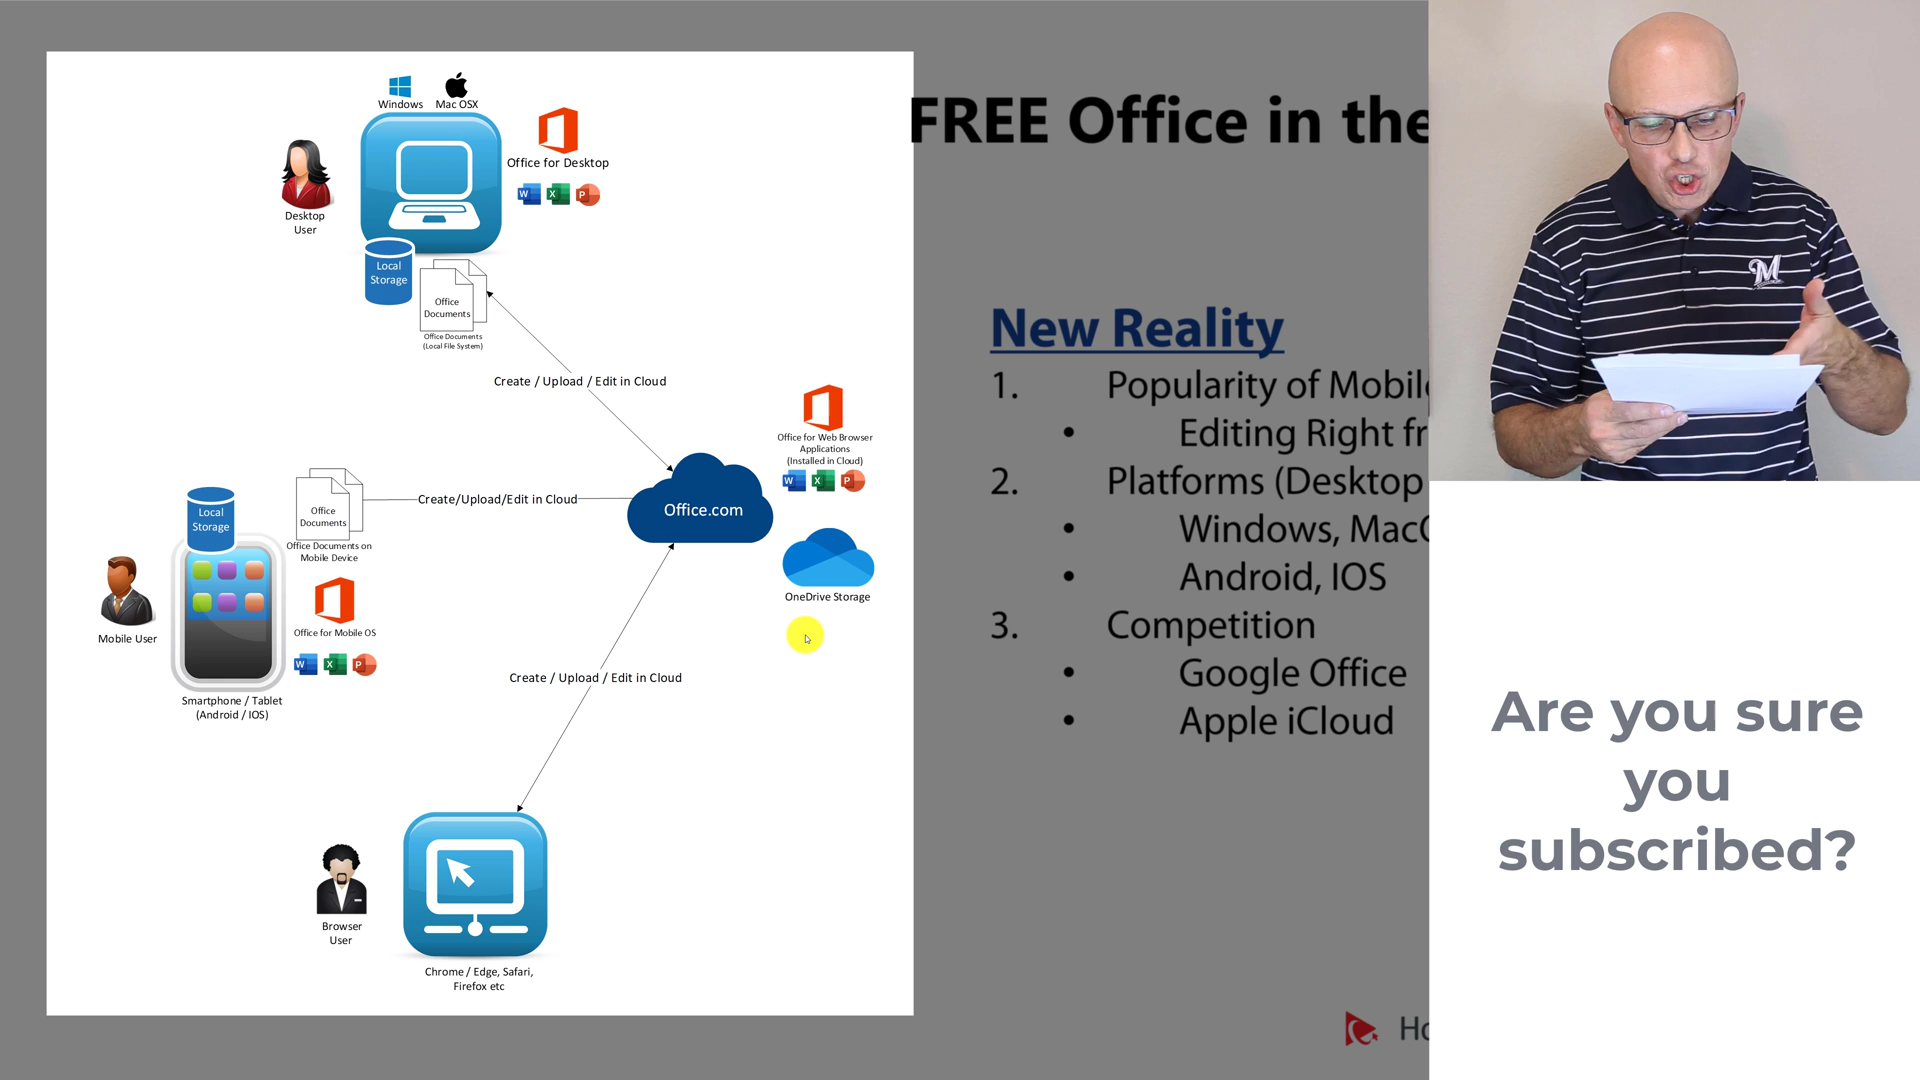 Windows
Mac OSX
Office for Desktop
W X P
Desktop
User
Local
Storage
Office
Documents
Office Documents
(Local File System)
Create / Upload / Edit in Cloud
Office for Web Browser
Applications
(Installed in Cloud)
W X P
Office.com
OneDrive Storage
Create/Upload/Edit in Cloud
Local
Storage
Office
Documents
Office Documents on
Mobile Device
Mobile User
Office for Mobile OS
W X P
Smartphone / Tablet
(Android / IOS)
Create / Upload / Edit in Cloud
Browser
User
Chrome / Edge, Safari,
Firefox etc
FREE Office in the
New Reality
1. Popularity of Mobil
• Editing Right fr
2. Platforms (Desktop
• Windows, Mac
• Android, IOS
3. Competition
• Google Office
• Apple iCloud
Ho
M
Are you sure
you
subscribed?